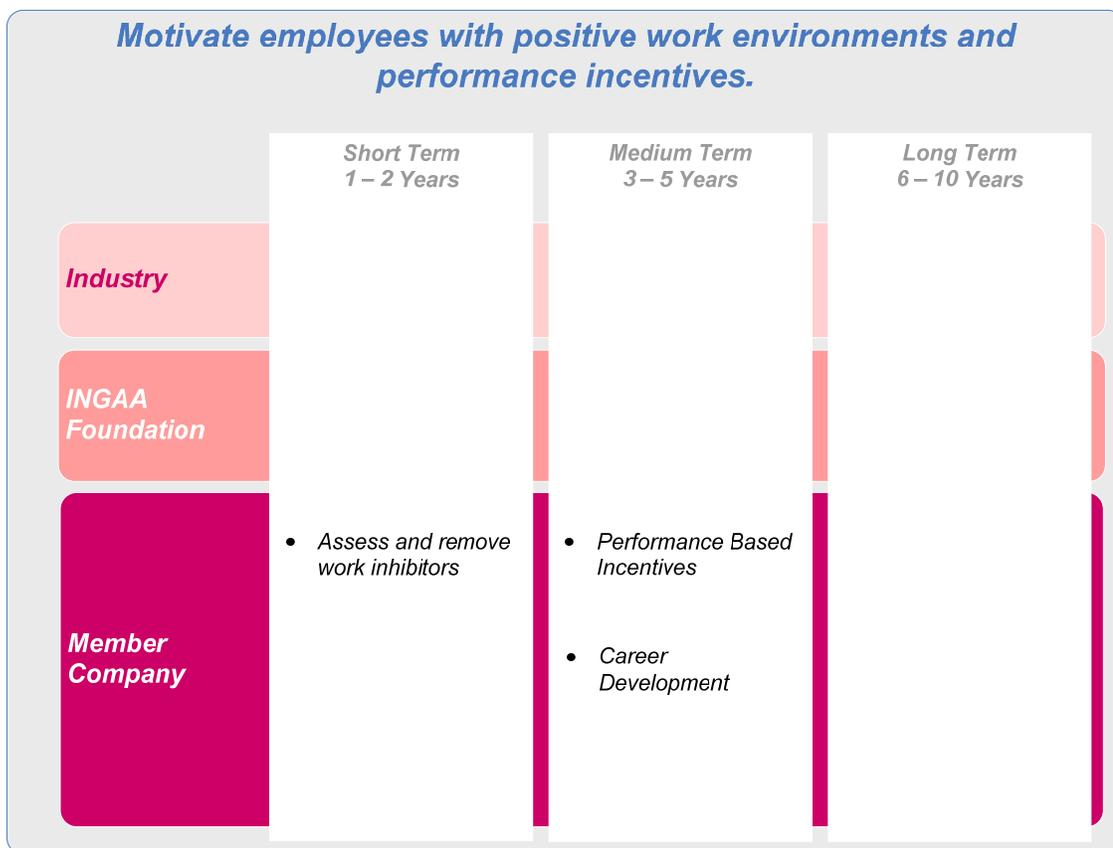 Motivate employees with positive work environments and
performance incentives.
Short Term
1 – 2 Years
Medium Term
3 – 5 Years
Long Term
6 – 10 Years
Industry
INGAA
Foundation
Member
Company
• Assess and remove
work inhibitors
• Performance Based
Incentives
• Career
Development